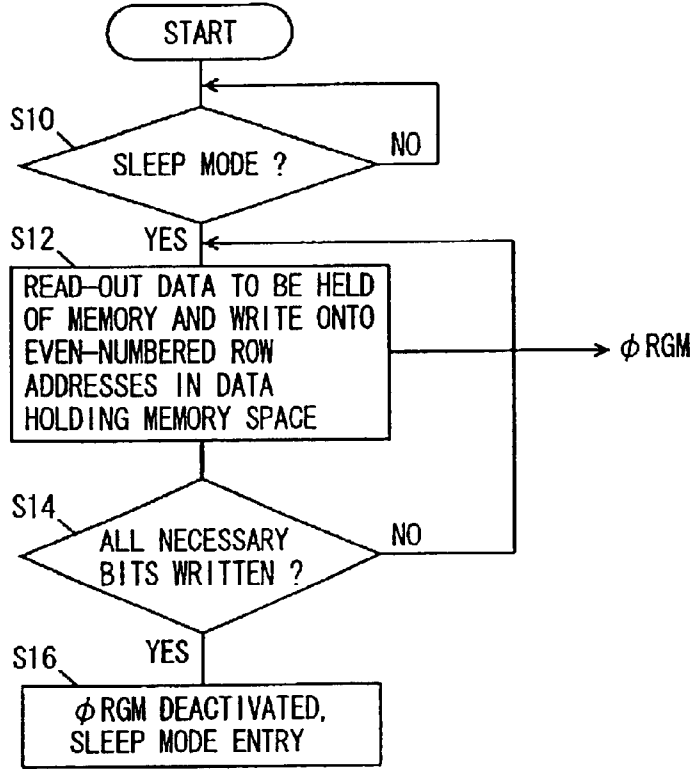 START
S10
SLEEP MODE ?
NO
YES
S12
READ-OUT DATA TO BE HELD
OF MEMORY AND WRITE ONTO
EVEN-NUMBERED ROW
ADDRESSES IN DATA
HOLDING MEMORY SPACE
φRGM
S14
ALL NECESSARY
BITS WRITTEN ?
NO
YES
S16
φRGM DEACTIVATED,
SLEEP MODE ENTRY